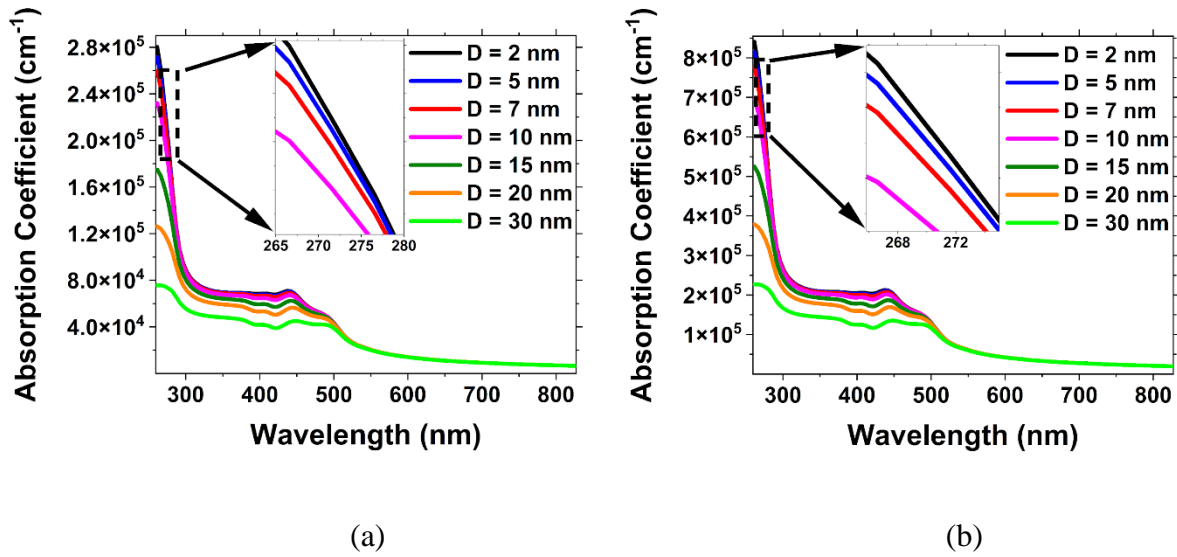 Absorption Coefficient (cm⁻¹)
2.8×10⁵
2.4×10⁵
2.0×10⁵
1.6×10⁵
1.2×10⁵
8.0×10⁴
4.0×10⁴
265 270 275 280
D = 2 nm
D = 5 nm
D = 7 nm
D = 10 nm
D = 15 nm
D = 20 nm
D = 30 nm
300 400 500 600 700 800
Wavelength (nm)
(a)
Absorption Coefficient (cm⁻¹)
8×10⁵
7×10⁵
6×10⁵
5×10⁵
4×10⁵
3×10⁵
2×10⁵
1×10⁵
268 272
D = 2 nm
D = 5 nm
D = 7 nm
D = 10 nm
D = 15 nm
D = 20 nm
D = 30 nm
300 400 500 600 700 800
Wavelength (nm)
(b)